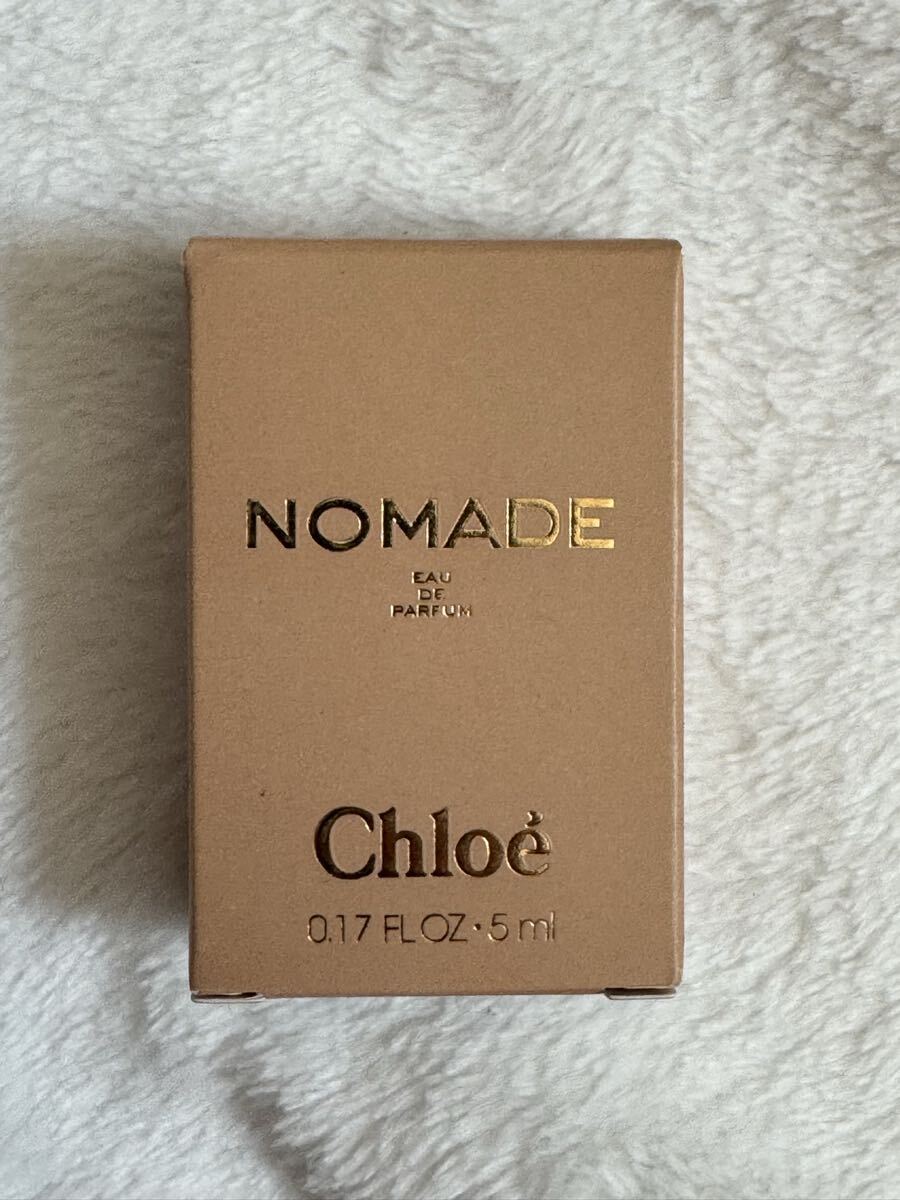 NOMADE
EAU
DE
PARFUM
Chloé
0.17 FL OZ · 5 ml